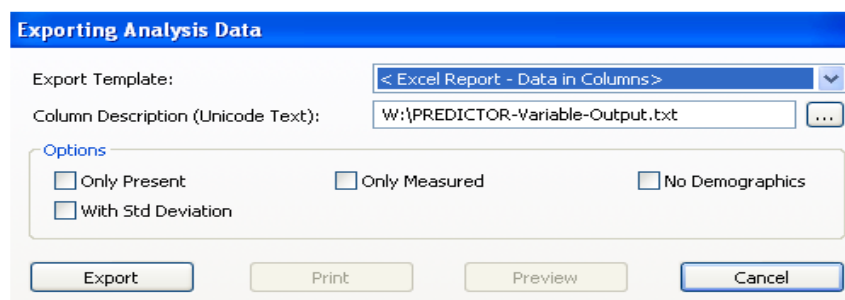 Exporting Analysis Data
Export Template: < Excel Report - Data in Columns>
Column Description (Unicode Text): W:\PREDICTOR-Variable-Output.txt ...
Options
Only Present Only Measured No Demographics
With Std Deviation
Export Print Preview Cancel